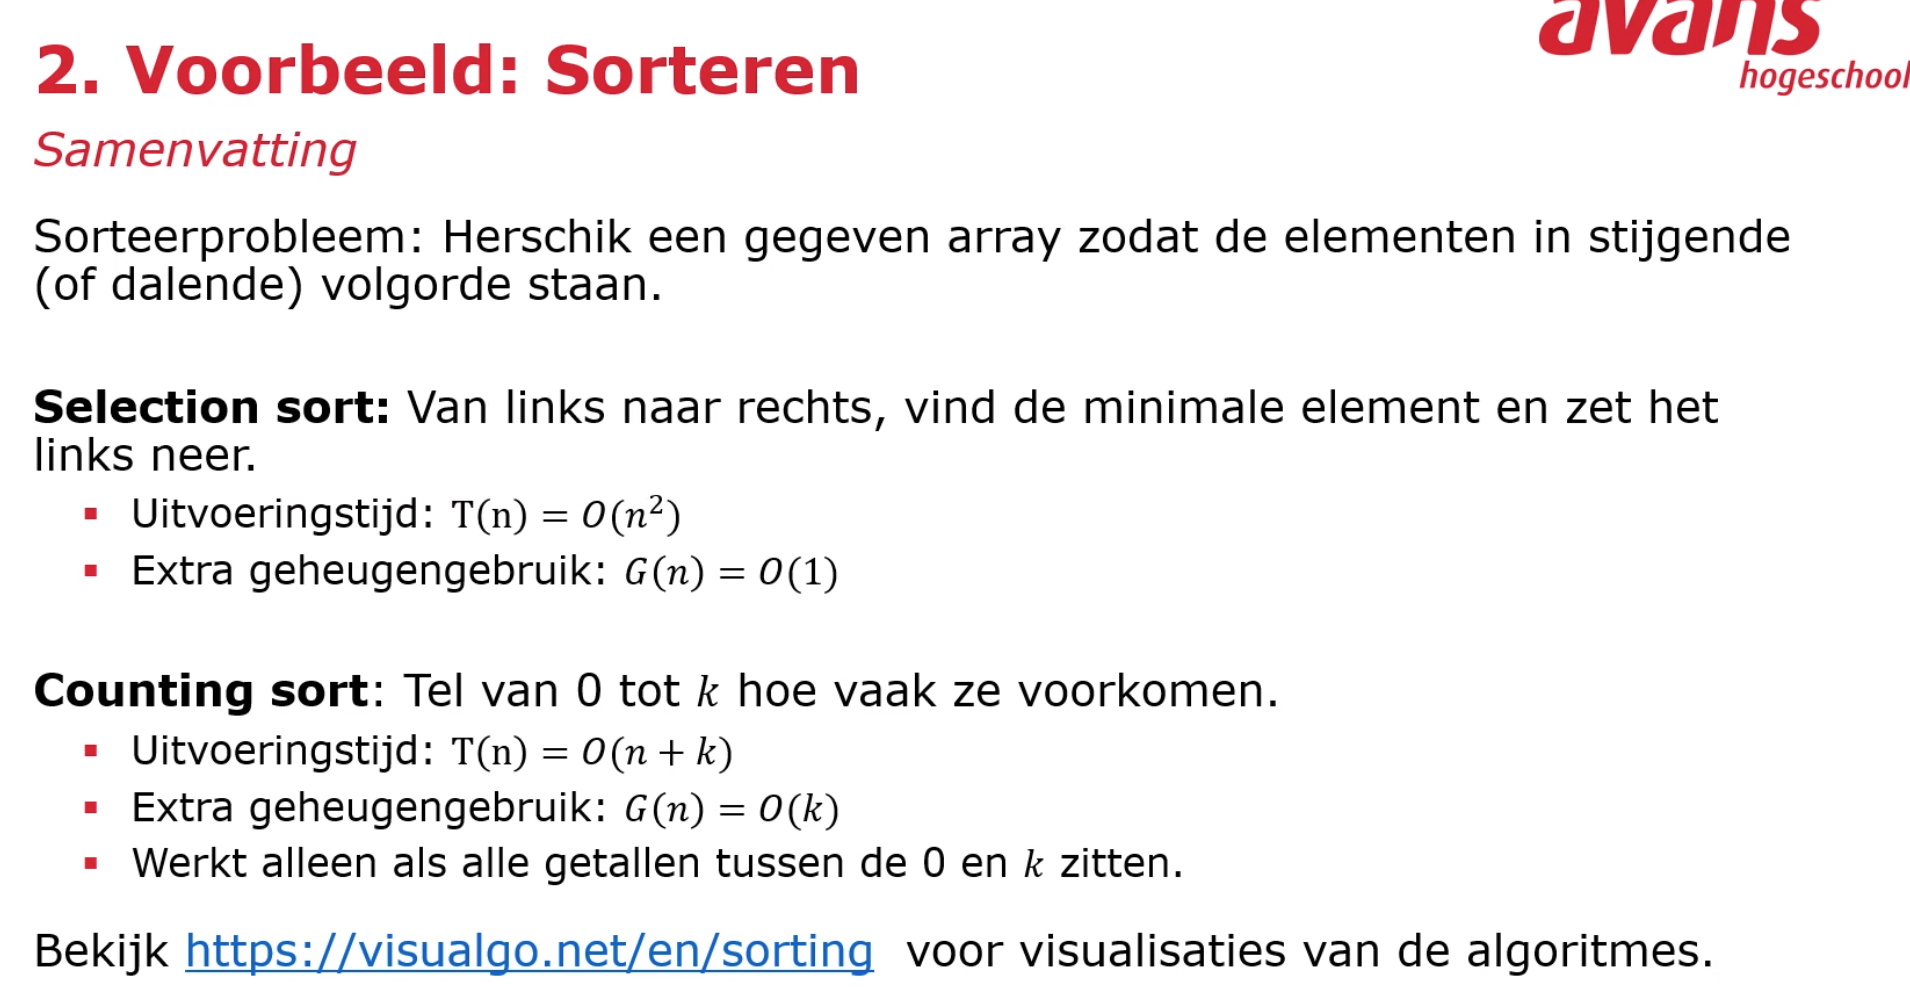 avans
hogeschool
2. Voorbeeld: Sorteren
Samenvatting
Sorteerprobleem: Herschik een gegeven array zodat de elementen in stijgende
(of dalende) volgorde staan.
Selection sort: Van links naar rechts, vind de minimale element en zet het
links neer.
▪ Uitvoeringstijd: T(n) = O(n²)
▪ Extra geheugengebruik: G(n) = O(1)
Counting sort: Tel van 0 tot k hoe vaak ze voorkomen.
▪ Uitvoeringstijd: T(n) = O(n + k)
▪ Extra geheugengebruik: G(n) = O(k)
▪ Werkt alleen als alle getallen tussen de 0 en k zitten.
Bekijk https://visualgo.net/en/sorting voor visualisaties van de algoritmes.